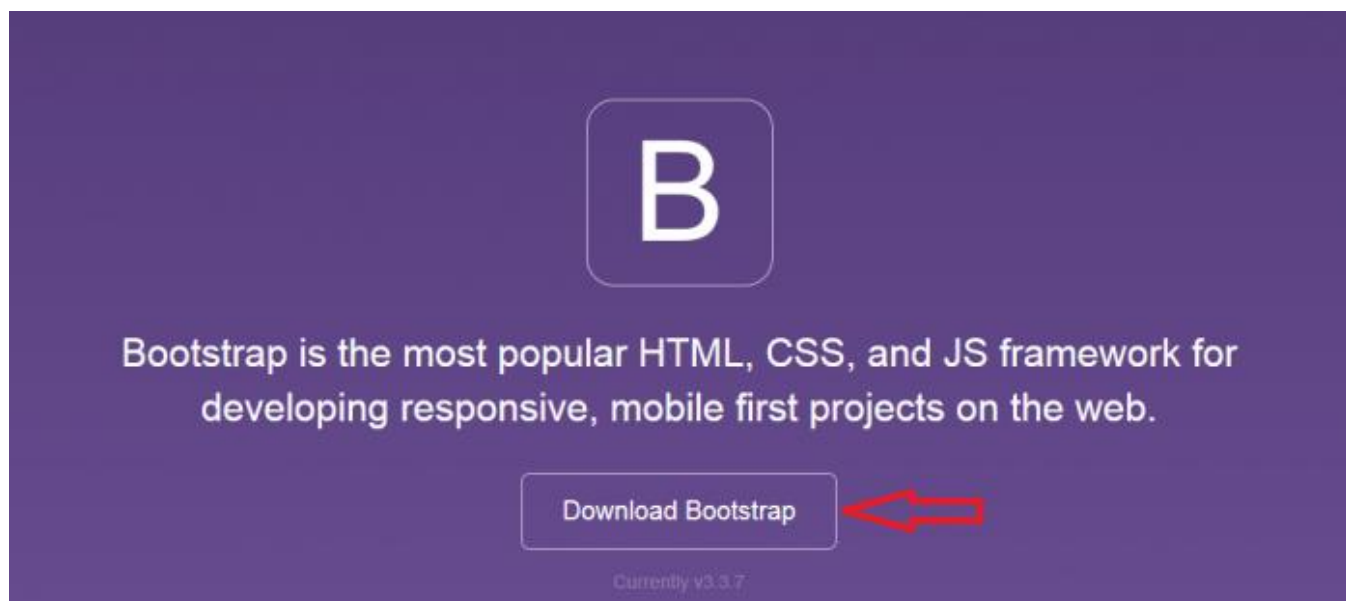 B
Bootstrap is the most popular HTML, CSS, and JS framework for
developing responsive, mobile first projects on the web.
Download Bootstrap
Currently v3.3.7